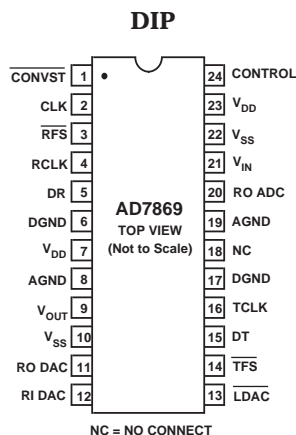 DIP
CONVST 1
CLK 2
RFS 3
RCLK 4
DR 5
DGND 6
VDD 7
AGND 8
VOUT 9
VSS 10
RO DAC 11
RI DAC 12
AD7869
TOP VIEW
(Not to Scale)
24 CONTROL
23 VDD
22 VSS
21 VIN
20 RO ADC
19 AGND
18 NC
17 DGND
16 TCLK
15 DT
14 TFS
13 LDAC
NC = NO CONNECT